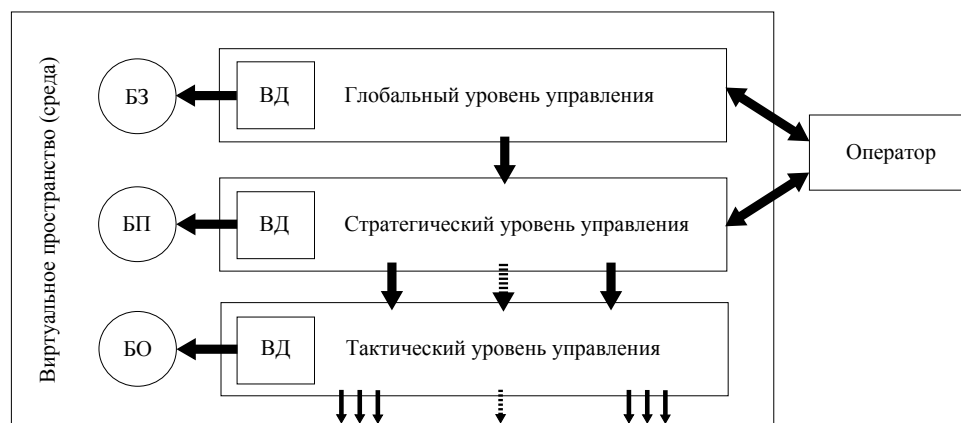 Виртуальное пространство (среда)
БЗ
ВД
Глобальный уровень управления
Оператор
БП
ВД
Стратегический уровень управления
БО
ВД
Тактический уровень управления